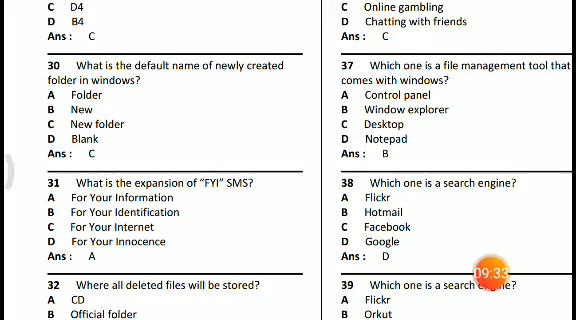 C D4
D B4
Ans : C
30 What is the default name of newly created
folder in windows?
A Folder
B New
C New folder
D Blank
Ans : C
31 What is the expansion of “FYI” SMS?
A For Your Information
B For Your Identification
C For Your Internet
D For Your Innocence
Ans : A
32 Where all deleted files will be stored?
A CD
B Official folder
C Online gambling
D Chatting with friends
Ans : C
37 Which one is a file management tool that
comes with windows?
A Control panel
B Window explorer
C Desktop
D Notepad
Ans : B
38 Which one is a search engine?
A Flickr
B Hotmail
C Facebook
D Google
Ans : D
09:33
39 Which one is a search
A Flickr
B Orkut